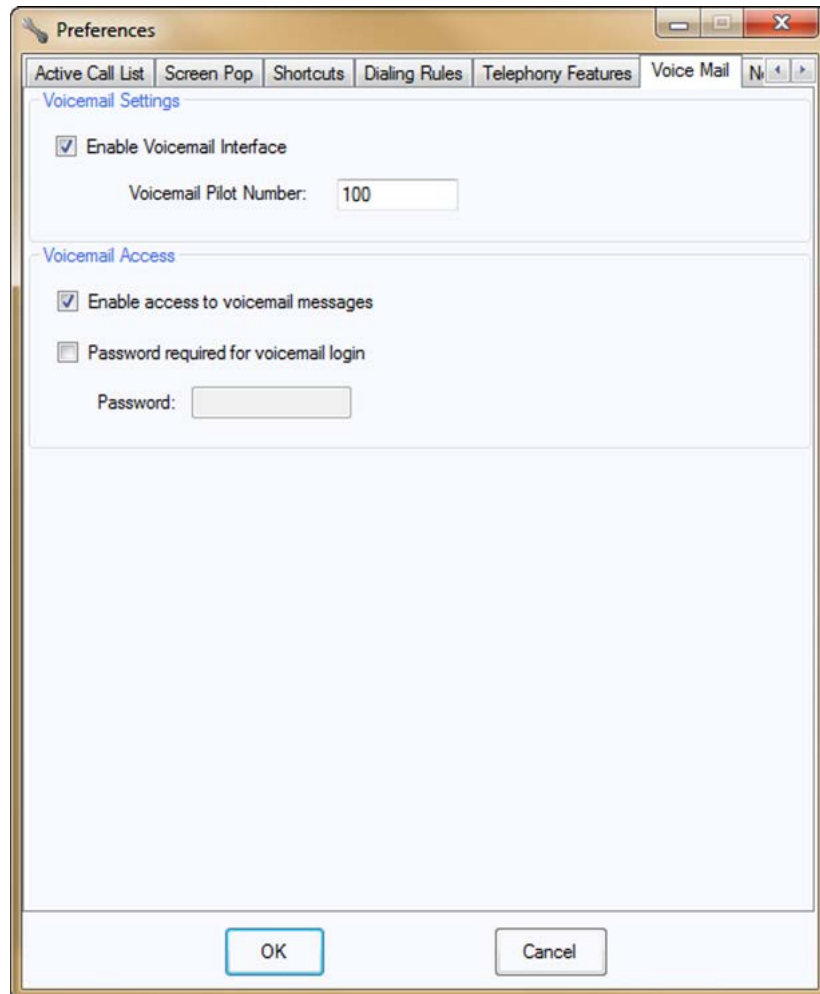 Preferences
Active Call List Screen Pop Shortcuts Dialing Rules Telephony Features Voice Mail
Voicemail Settings
Enable Voicemail Interface
Voicemail Pilot Number: 100
Voicemail Access
Enable access to voicemail messages
Password required for voicemail login
Password:
OK Cancel